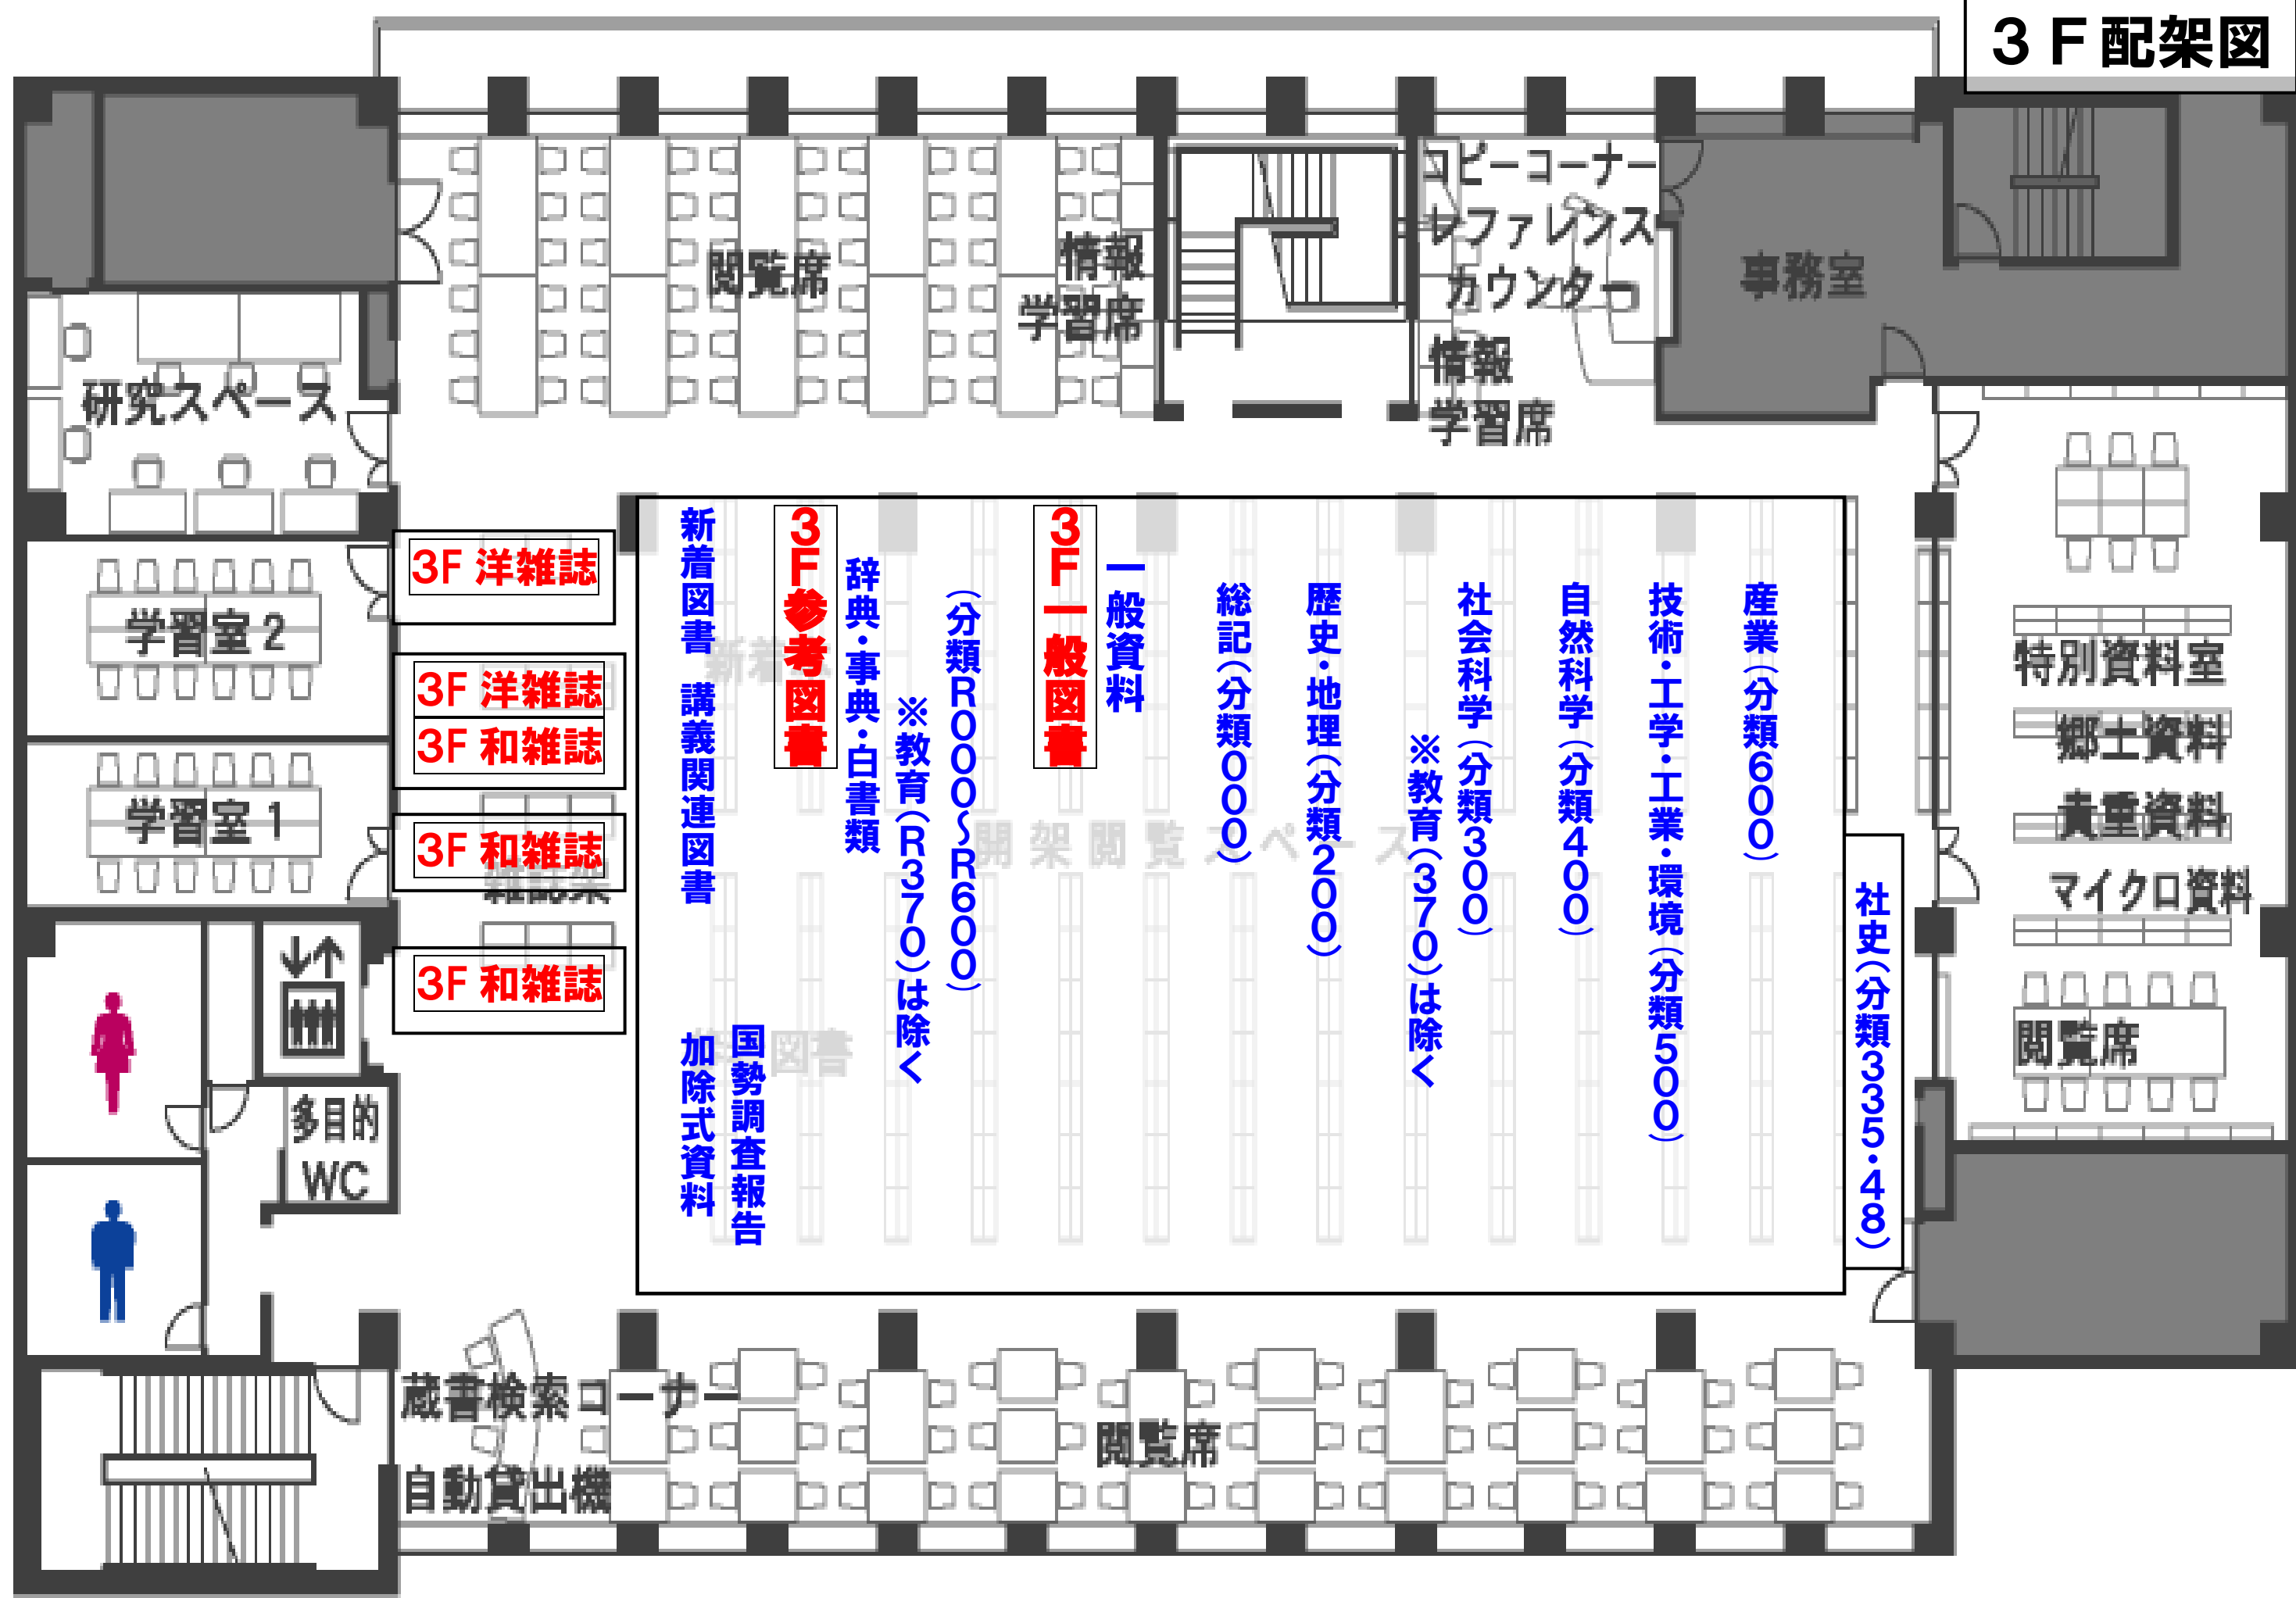 ３Ｆ配架図
コピーコーナー
レファレンス
カウンター
情報
学習席
閲覧席
情報
学習席
事務室
研究スペース
学習室２
学習室１
3F 洋雑誌
3F 洋雑誌
3F 和雑誌
3F 和雑誌
雑誌架
3F 和雑誌
新着図書　講義関連図書
加除式資料
国勢調査報告
３Ｆ参考図書
辞典・事典・白書類
※教育（Ｒ３７０）は除く
（分類Ｒ０００～Ｒ６００）
３Ｆ一般図書
一般資料
総記（分類０００）
歴史・地理（分類２００）
※教育（３７０）は除く
社会科学（分類３００）
自然科学（分類４００）
技術・工学・工業・環境（分類５００）
産業（分類６００）
社史（分類３３５・４８）
開架閲覧スペース
新着
図書
特別資料室
郷土資料
貴重資料
マイクロ資料
閲覧席
多目的
WC
蔵書検索コーナー
自動貸出機
閲覧席